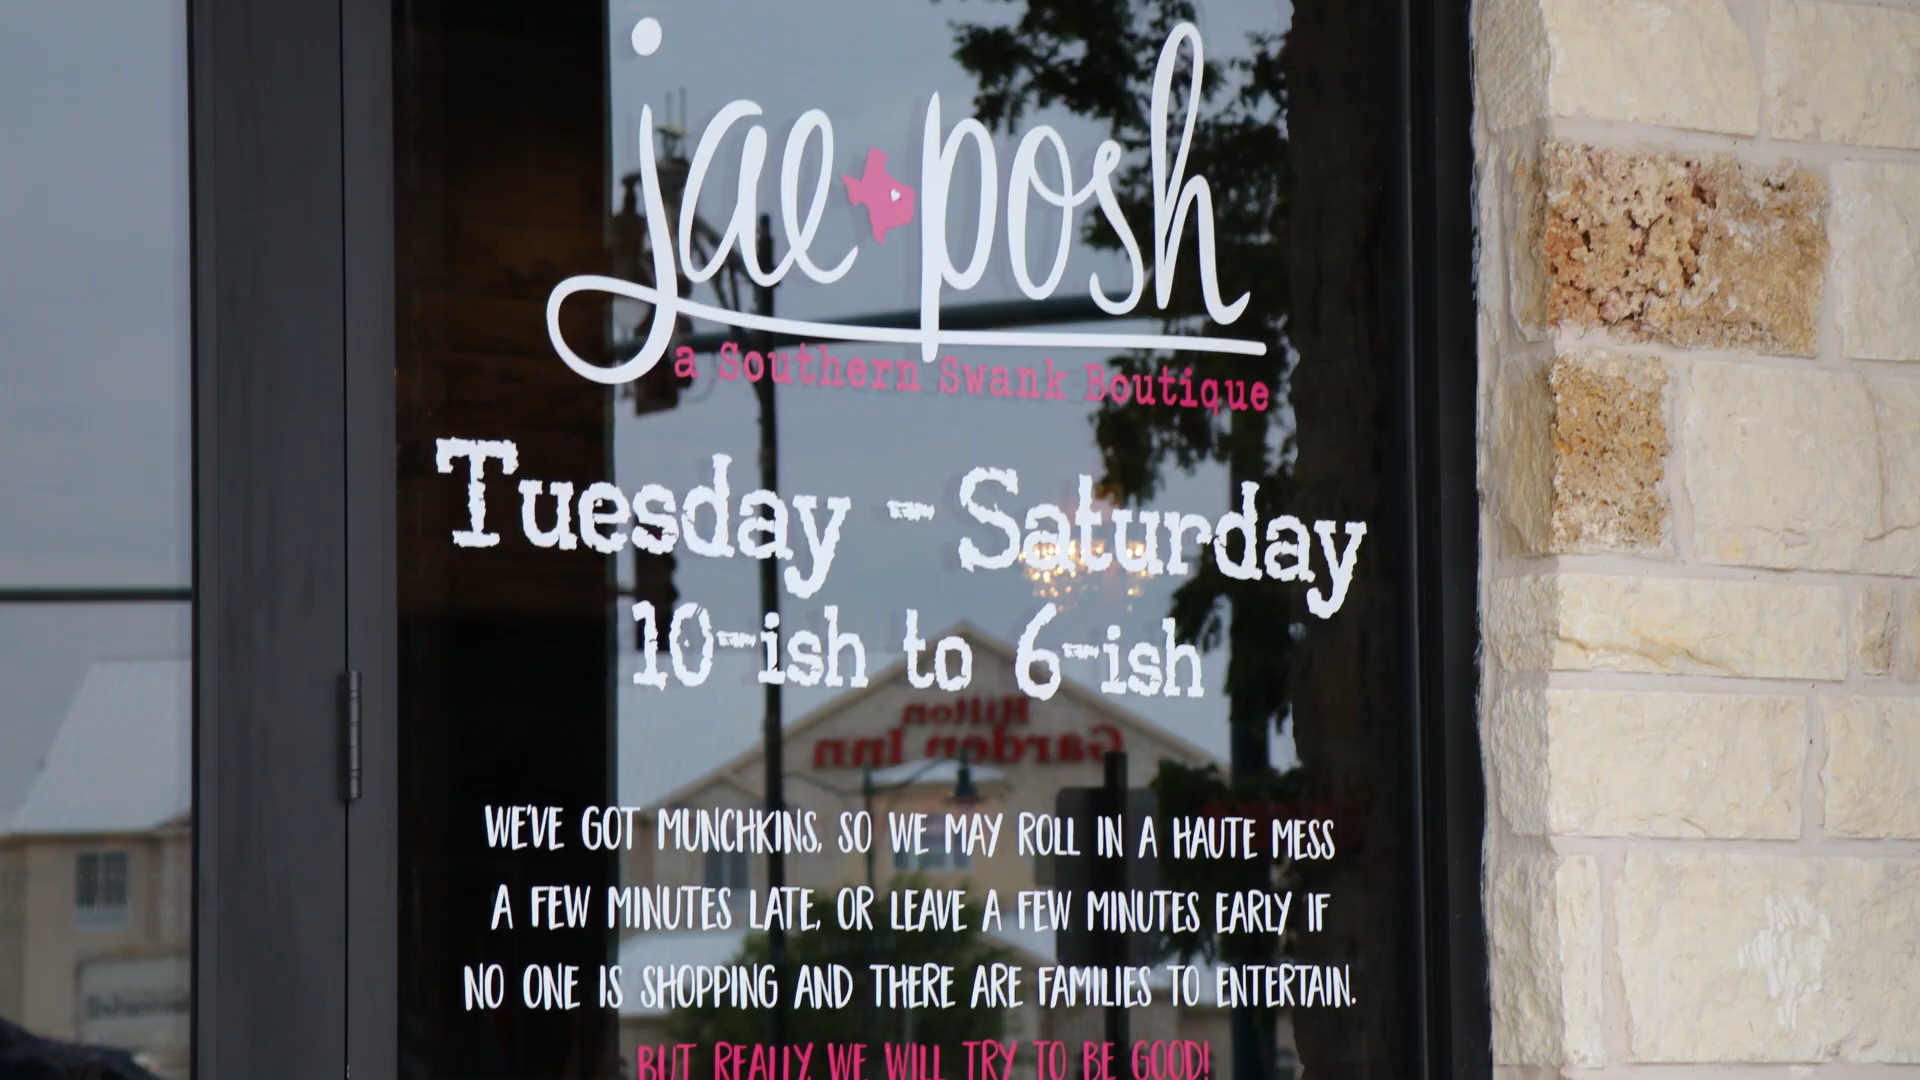 jae posh
a Southern Swank Boutique
Tuesday - Saturday
10-ish to 6-ish
Hilton
Garden Inn
WE'VE GOT MUNCHKINS, SO WE MAY ROLL IN A HAUTE MESS
A FEW MINUTES LATE, OR LEAVE A FEW MINUTES EARLY IF
NO ONE IS SHOPPING AND THERE ARE FAMILIES TO ENTERTAIN.
BUT REALLY, WE WILL TRY TO BE GOOD!